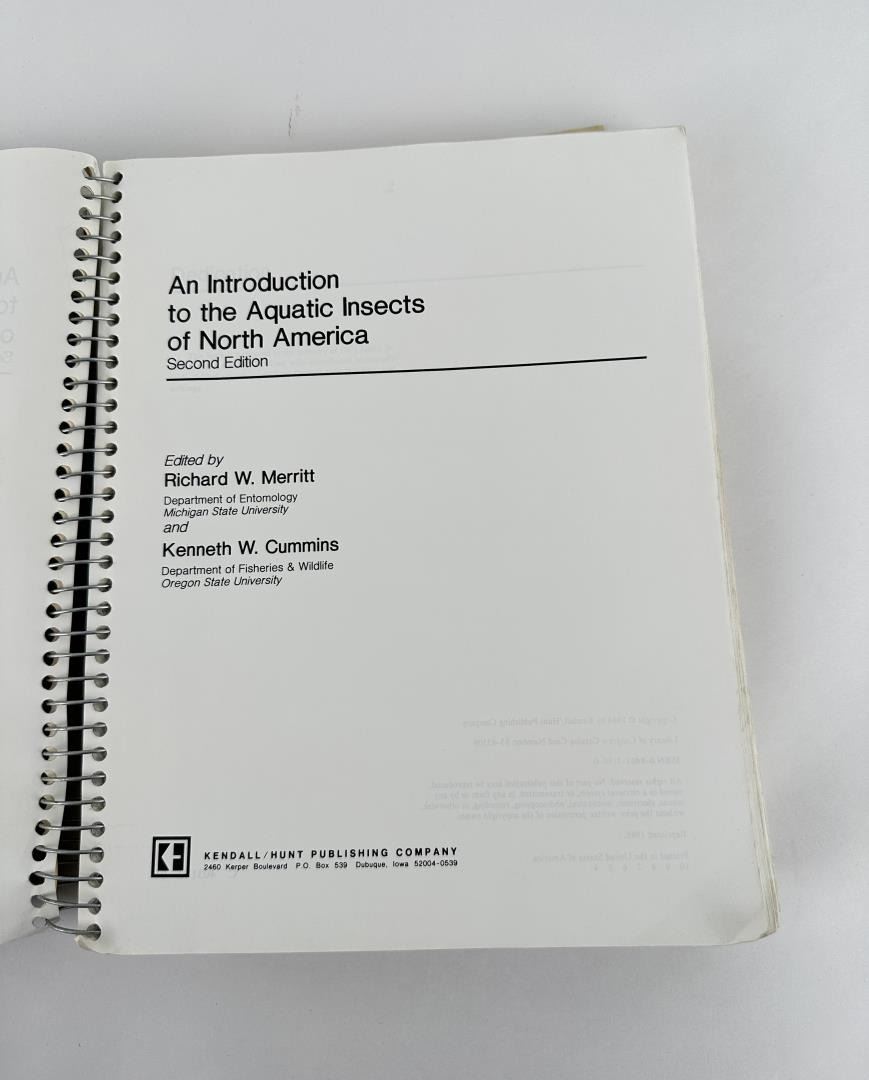 An Introduction
to the Aquatic Insects
of North America
Second Edition
Edited by
Richard W. Merritt
Department of Entomology
Michigan State University
and
Kenneth W. Cummins
Department of Fisheries & Wildlife
Oregon State University
KENDALL/HUNT PUBLISHING COMPANY
2460 Kerper Boulevard P.O. Box 539 Dubuque, Iowa 52004-0539